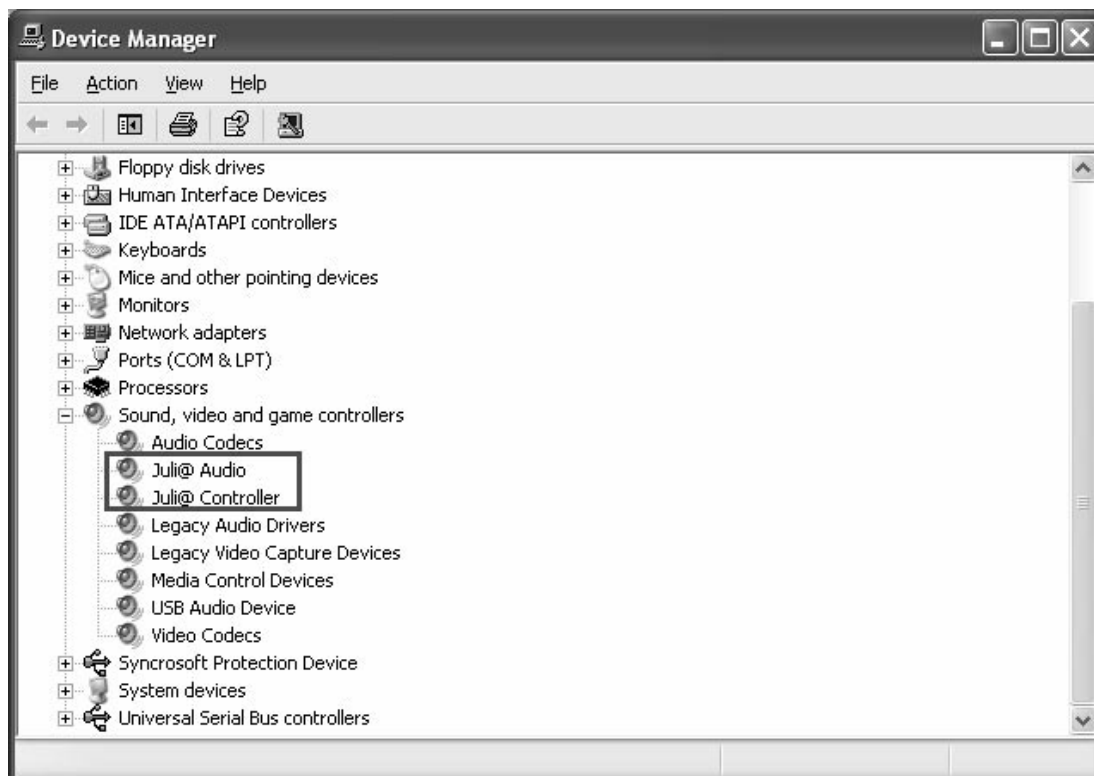 Device Manager
File Action View Help
Floppy disk drives
Human Interface Devices
IDE ATA/ATAPI controllers
Keyboards
Mice and other pointing devices
Monitors
Network adapters
Ports (COM & LPT)
Processors
Sound, video and game controllers
Audio Codecs
Juli@ Audio
Juli@ Controller
Legacy Audio Drivers
Legacy Video Capture Devices
Media Control Devices
USB Audio Device
Video Codecs
Syncrosoft Protection Device
System devices
Universal Serial Bus controllers